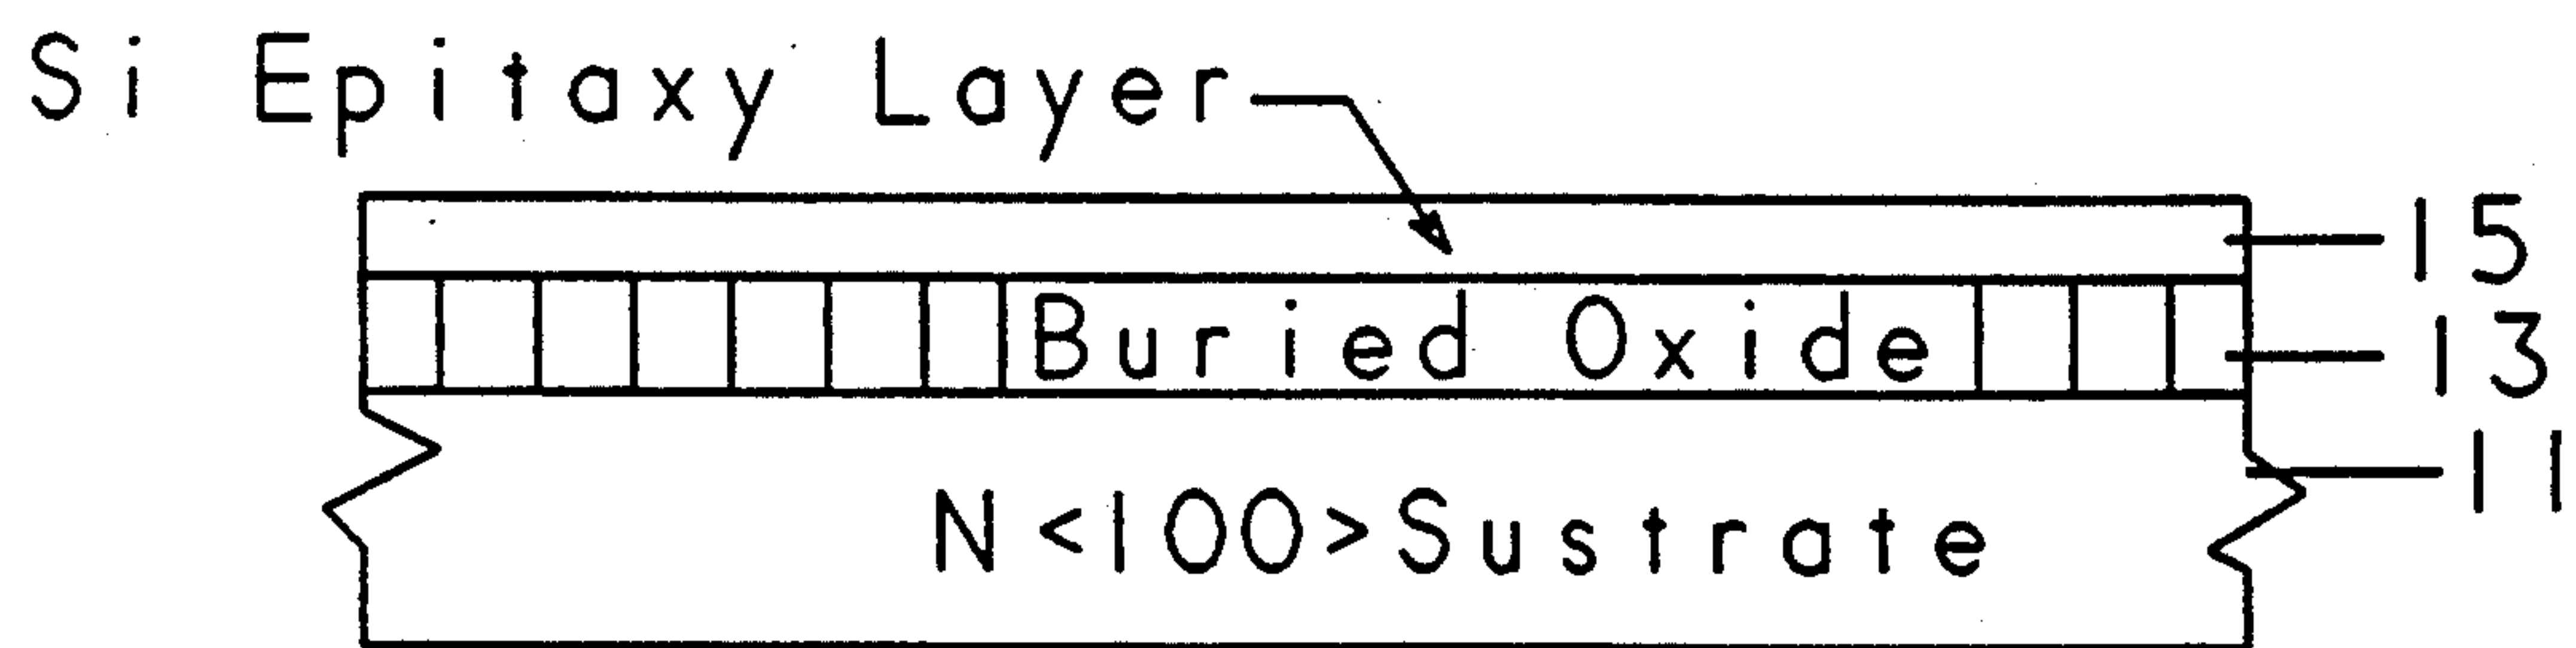 Si Epitaxy Layer
15
Buried Oxide
13
11
N<100>Sustrate